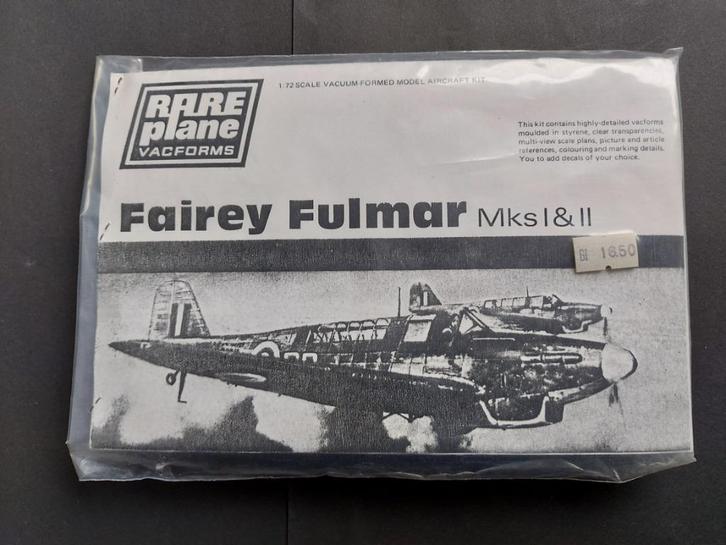 RARE
plane
VACFORMS
1:72 SCALE VACUUM-FORMED MODEL AIRCRAFT KIT.
This kit contains highly-detailed vacforms
moulded in styrene, clear transparencies,
multi-view scale plans, picture and article
references, colouring and marking details.
You to add decals of your choice.
Fairey Fulmar Mks I & II
16.50